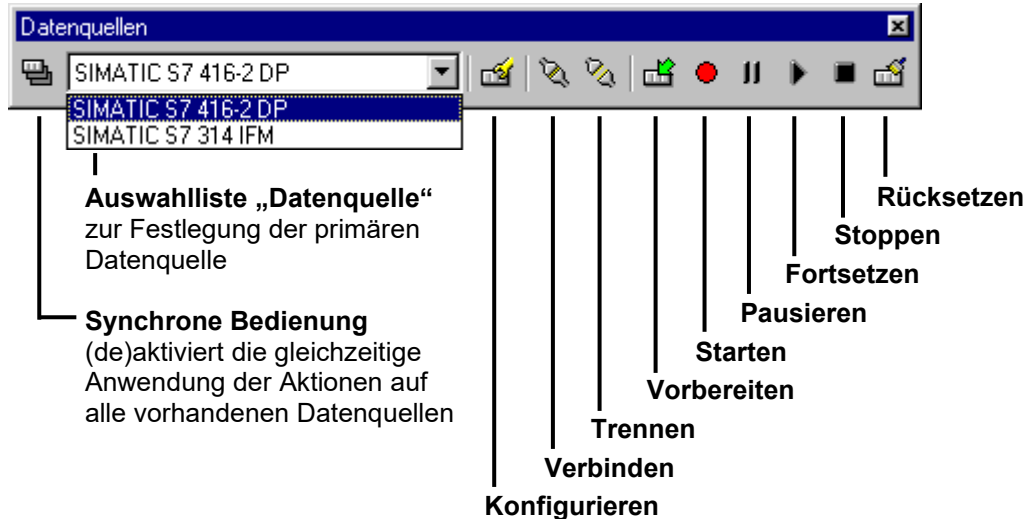 Datenquellen
SIMATIC S7 416-2 DP
SIMATIC S7 416-2 DP
SIMATIC S7 314 IFM
Auswahlliste „Datenquelle“
zur Festlegung der primären
Datenquelle
Synchrone Bedienung
(de)aktiviert die gleichzeitige
Anwendung der Aktionen auf
alle vorhandenen Datenquellen
Rücksetzen
Stoppen
Fortsetzen
Pausieren
Starten
Vorbereiten
Trennen
Verbinden
Konfigurieren